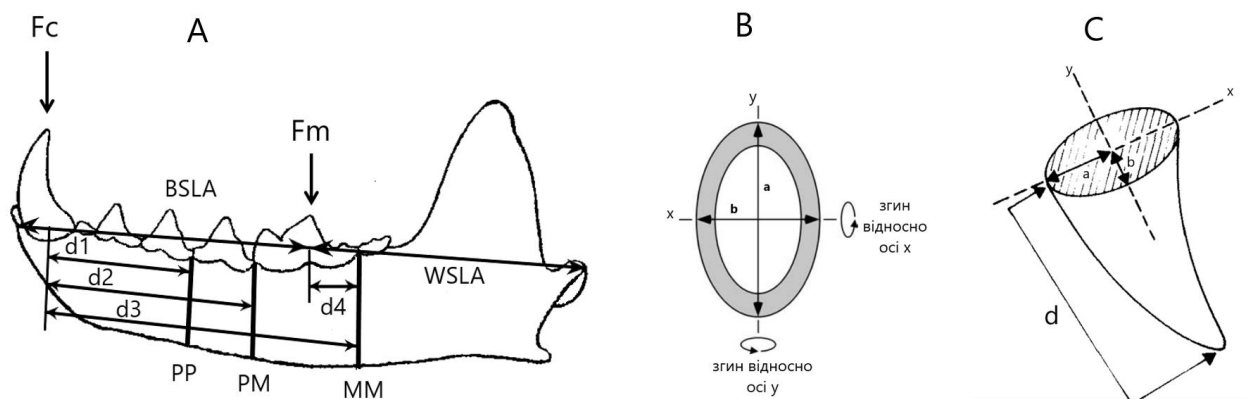 A
Fc
Fm
BSLA
d1
d2
d3
d4
WSLA
PP
PM
MM
B
y
a
b
x
згин
відносно
осі x
згин відносно
осі y
C
y
x
a
b
d